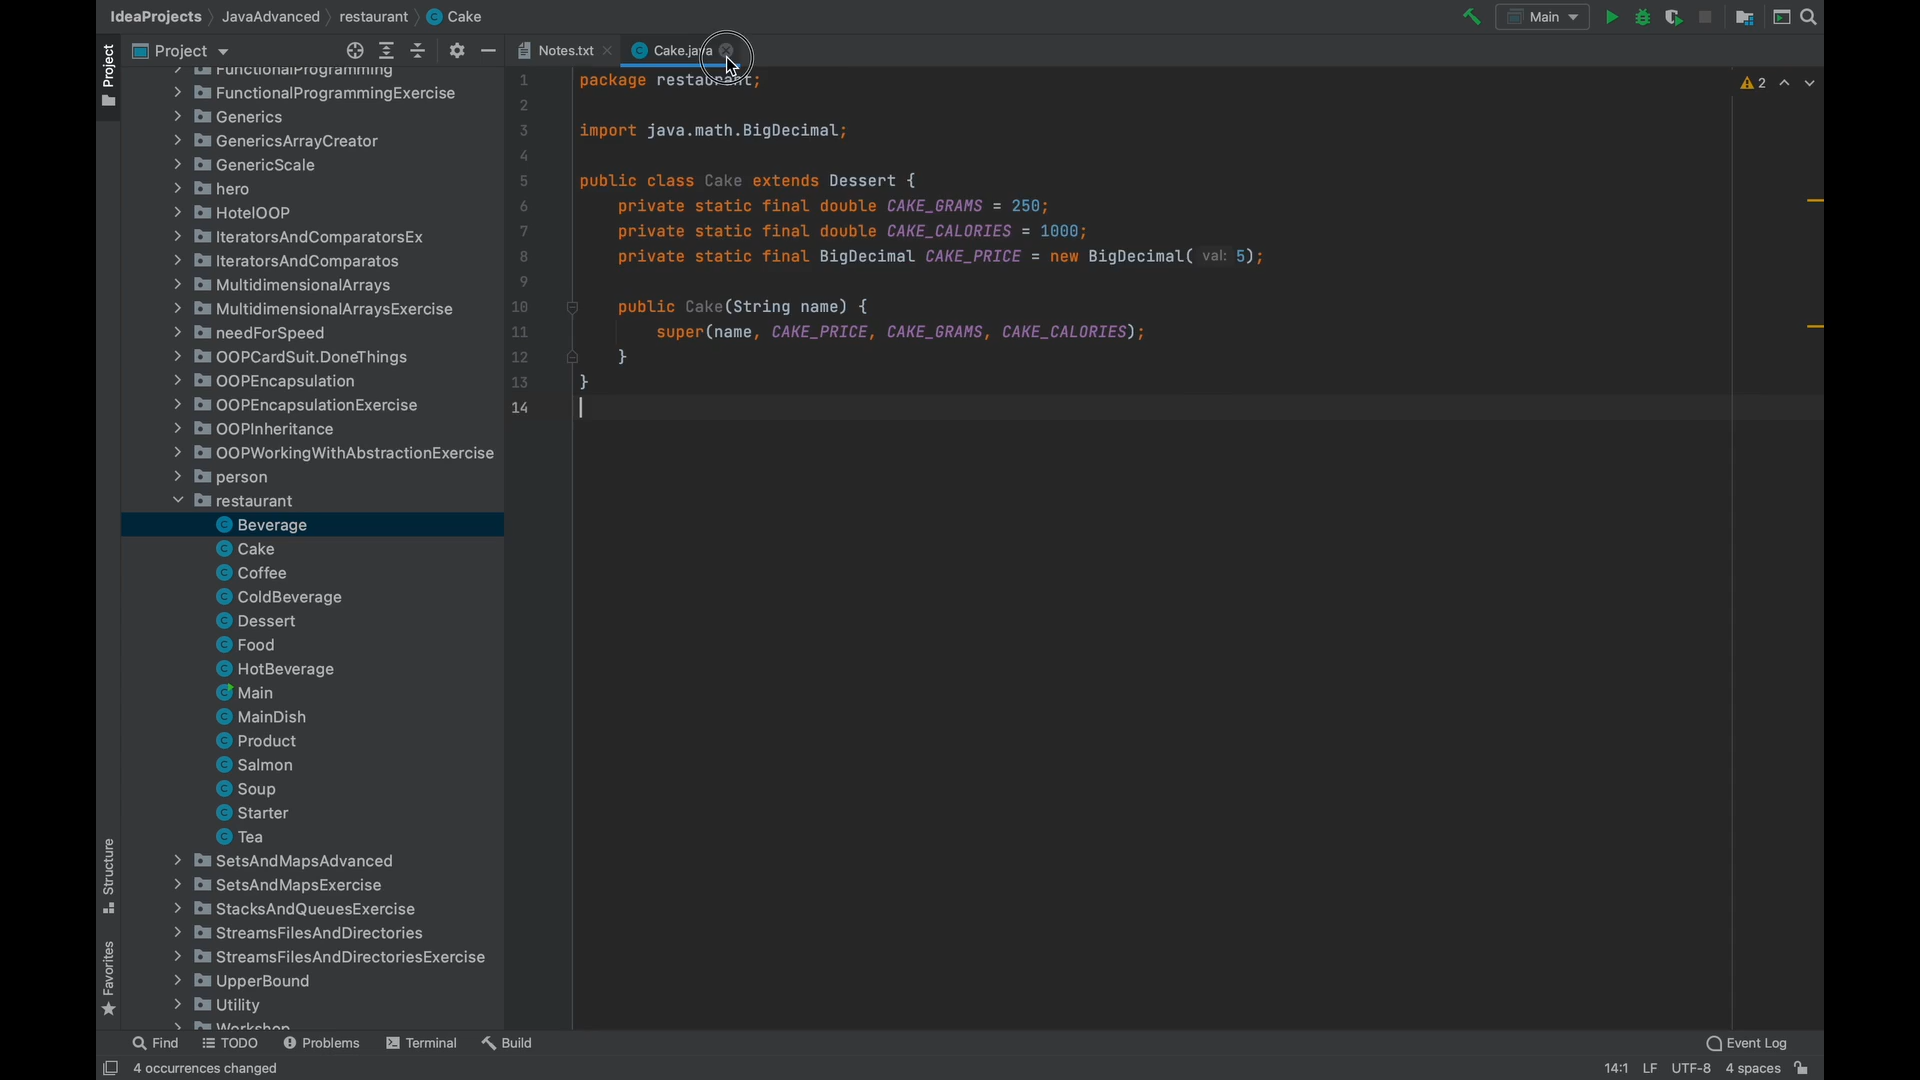 IdeaProjects JavaAdvanced restaurant Cake
Main
Project
Project
Notes.txt
Cake.java
FunctionalProgramming
FunctionalProgrammingExercise
Generics
GenericsArrayCreator
GenericScale
hero
HotelOOP
IteratorsAndComparatorsEx
IteratorsAndComparatos
MultidimensionalArrays
MultidimensionalArraysExercise
needForSpeed
OOPCardSuit.DoneThings
OOPEncapsulation
OOPEncapsulationExercise
OOPInheritance
OOPWorkingWithAbstractionExercise
person
restaurant
Beverage
Cake
Coffee
ColdBeverage
Dessert
Food
HotBeverage
Main
MainDish
Product
Salmon
Soup
Starter
Tea
SetsAndMapsAdvanced
SetsAndMapsExercise
StacksAndQueuesExercise
StreamsFilesAndDirectories
StreamsFilesAndDirectoriesExercise
UpperBound
Utility
Workshop
Structure
Favorites
1 package restaurant;
2
3 import java.math.BigDecimal;
4
5 public class Cake extends Dessert {
6 private static final double CAKE_GRAMS = 250;
7 private static final double CAKE_CALORIES = 1000;
8 private static final BigDecimal CAKE_PRICE = new BigDecimal( val: 5);
9
10 public Cake(String name) {
11 super(name, CAKE_PRICE, CAKE_GRAMS, CAKE_CALORIES);
12 }
13 }
14
2
Find TODO Problems Terminal Build Event Log
4 occurrences changed 14:1 LF UTF-8 4 spaces